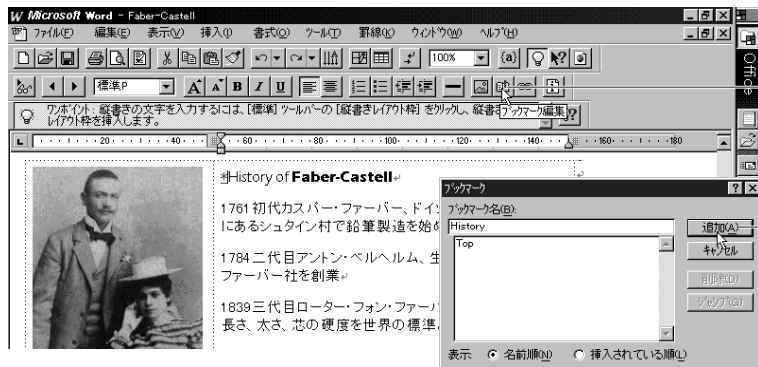 Microsoft Word - Faber-Castell
ファイル(F) 編集(E) 表示(V) 挿入(I) 書式(O) ツール(T) 罫線(K) ウィンドウ(W) ヘルプ(H)
100% {a}
標準P A A B I U
ワンポイント: 縦書きの文字を入力するには、[標準] ツールバーの [縦書きレイアウト枠] をクリックし、縦書き
レイアウト枠を挿入します。
ブックマーク編集
Office
20 40 60 80 100 120 140 160 180
History of Faber-Castell
1761 初代カスパー・ファーバー、ドイ
にあるシュタイン村で鉛筆製造を始め
1784 二代目アントン・ベルヘルム、生
ファーバー社を創業
1839 三代目ローター・フォン・ファーバ
長さ、太さ、芯の硬度を世界の標準
ブックマーク
ブックマーク名(B):
History
Top
追加(A)
キャンセル
削除(D)
ジャンプ(G)
表示 名前順(N) 挿入されている順(L)